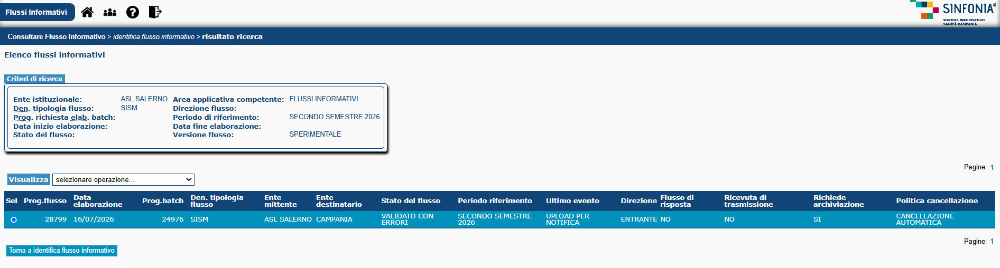 Flussi Informativi
SINFONIA®
SISTEMA INFORMATIVO
SANITÀ CAMPANIA
Consultare Flusso Informativo > identifica flusso informativo > risultato ricerca
Elenco flussi informativi
Criteri di ricerca
Ente istituzionale: ASL SALERNO Area applicativa competente: FLUSSI INFORMATIVI
Den. tipologia flusso: SISM Direzione flusso:
Prog. richiesta elab. batch: Periodo di riferimento: SECONDO SEMESTRE 2026
Data inizio elaborazione: Data fine elaborazione:
Stato del flusso: Versione flusso: SPERIMENTALE
Pagine: 1
Visualizza selezionare operazione...
Sel Prog.flusso Data elaborazione Prog.batch Den. tipologia flusso Ente mittente Ente destinatario Stato del flusso Periodo riferimento Ultimo evento Direzione Flusso di risposta Ricevuta di trasmissione Richiede archiviazione Politica cancellazione
28799 16/07/2026 24976 SISM ASL SALERNO CAMPANIA VALIDATO CON ERRORI SECONDO SEMESTRE 2026 UPLOAD PER NOTIFICA ENTRANTE NO NO SI CANCELLAZIONE AUTOMATICA
Pagine: 1
Torna a identifica flusso informativo